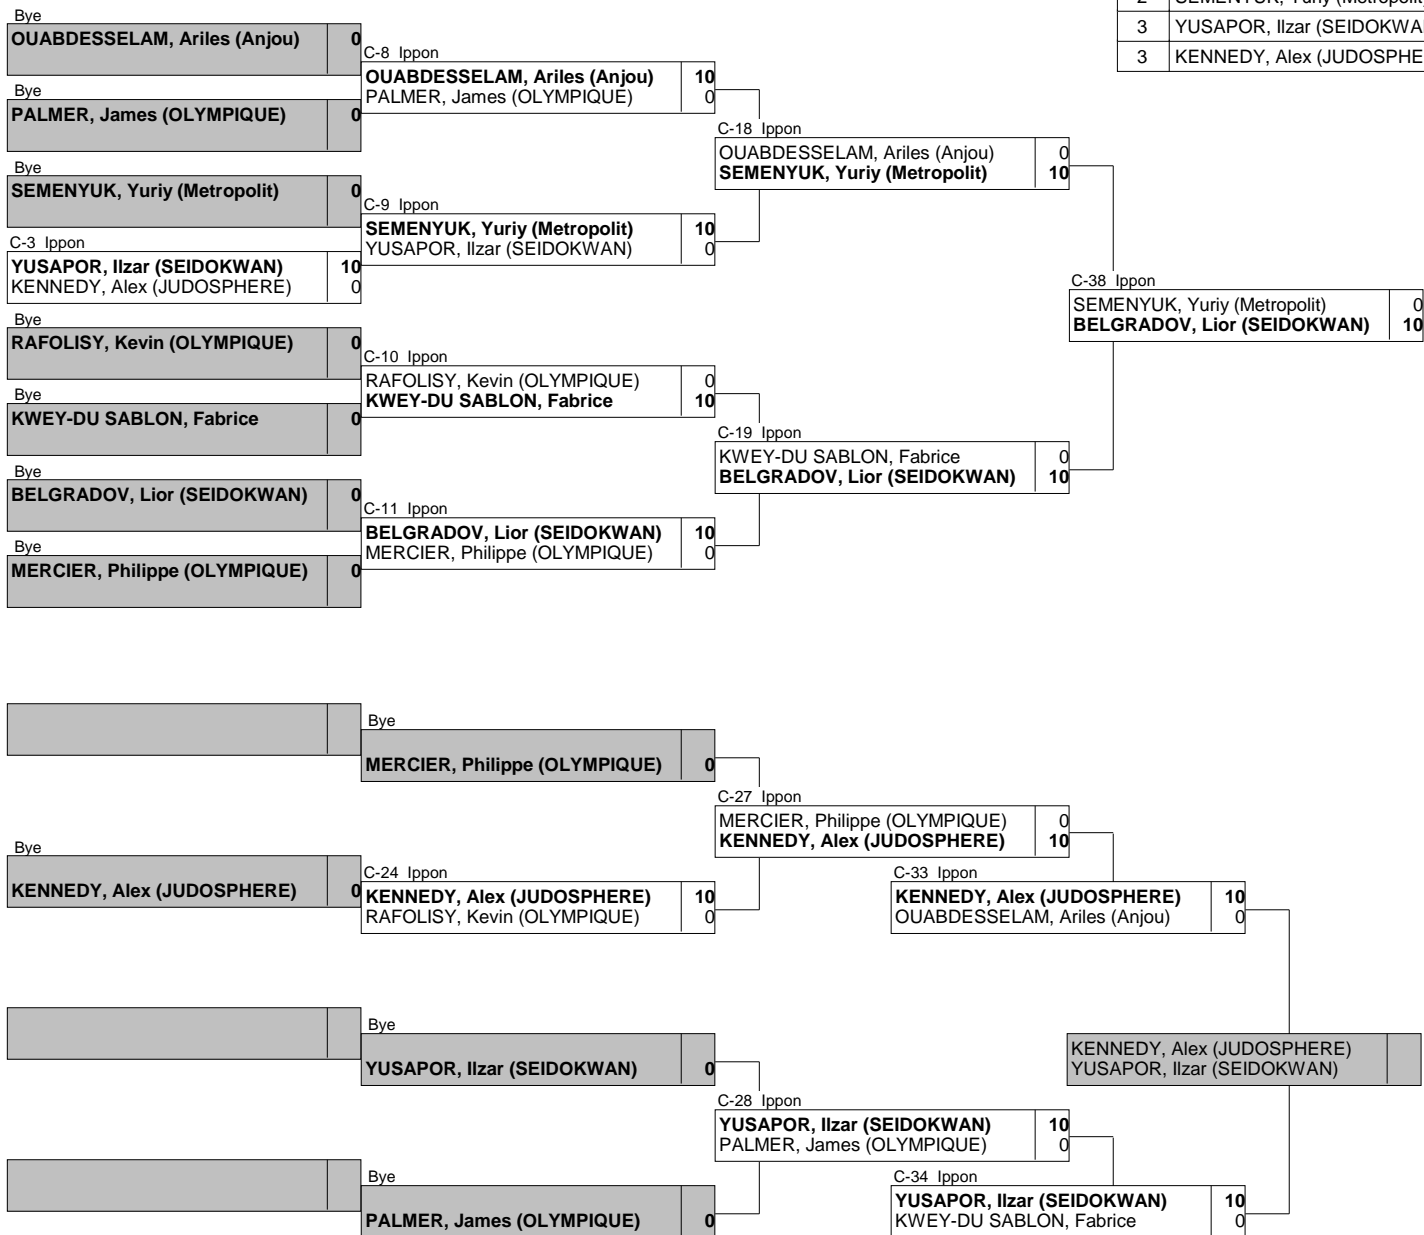 2 SEMENYUK, Yuriy (Metropolit)
3 YUSAPOR, Ilzar (SEIDOKWA
3 KENNEDY, Alex (JUDOSPHE
Bye
OUABDESSELAM, Ariles (Anjou) 0
C-8 Ippon
OUABDESSELAM, Ariles (Anjou) 10
PALMER, James (OLYMPIQUE) 0
Bye
PALMER, James (OLYMPIQUE) 0
C-18 Ippon
OUABDESSELAM, Ariles (Anjou) 0
SEMENYUK, Yuriy (Metropolit) 10
Bye
SEMENYUK, Yuriy (Metropolit) 0
C-9 Ippon
SEMENYUK, Yuriy (Metropolit) 10
YUSAPOR, Ilzar (SEIDOKWAN) 0
C-3 Ippon
YUSAPOR, Ilzar (SEIDOKWAN) 10
KENNEDY, Alex (JUDOSPHERE) 0
C-38 Ippon
SEMENYUK, Yuriy (Metropolit) 0
BELGRADOV, Lior (SEIDOKWAN) 10
Bye
RAFOLISY, Kevin (OLYMPIQUE) 0
C-10 Ippon
RAFOLISY, Kevin (OLYMPIQUE) 0
KWEY-DU SABLON, Fabrice 10
Bye
KWEY-DU SABLON, Fabrice 0
C-19 Ippon
KWEY-DU SABLON, Fabrice 0
BELGRADOV, Lior (SEIDOKWAN) 10
Bye
BELGRADOV, Lior (SEIDOKWAN) 0
C-11 Ippon
BELGRADOV, Lior (SEIDOKWAN) 10
MERCIER, Philippe (OLYMPIQUE) 0
Bye
MERCIER, Philippe (OLYMPIQUE) 0
Bye
MERCIER, Philippe (OLYMPIQUE) 0
C-27 Ippon
MERCIER, Philippe (OLYMPIQUE) 0
KENNEDY, Alex (JUDOSPHERE) 10
Bye
KENNEDY, Alex (JUDOSPHERE) 0
C-24 Ippon
KENNEDY, Alex (JUDOSPHERE) 10
RAFOLISY, Kevin (OLYMPIQUE) 0
C-33 Ippon
KENNEDY, Alex (JUDOSPHERE) 10
OUABDESSELAM, Ariles (Anjou) 0
Bye
YUSAPOR, Ilzar (SEIDOKWAN) 0
KENNEDY, Alex (JUDOSPHERE)
YUSAPOR, Ilzar (SEIDOKWAN)
C-28 Ippon
YUSAPOR, Ilzar (SEIDOKWAN) 10
PALMER, James (OLYMPIQUE) 0
Bye
PALMER, James (OLYMPIQUE) 0
C-34 Ippon
YUSAPOR, Ilzar (SEIDOKWAN) 10
KWEY-DU SABLON, Fabrice 0